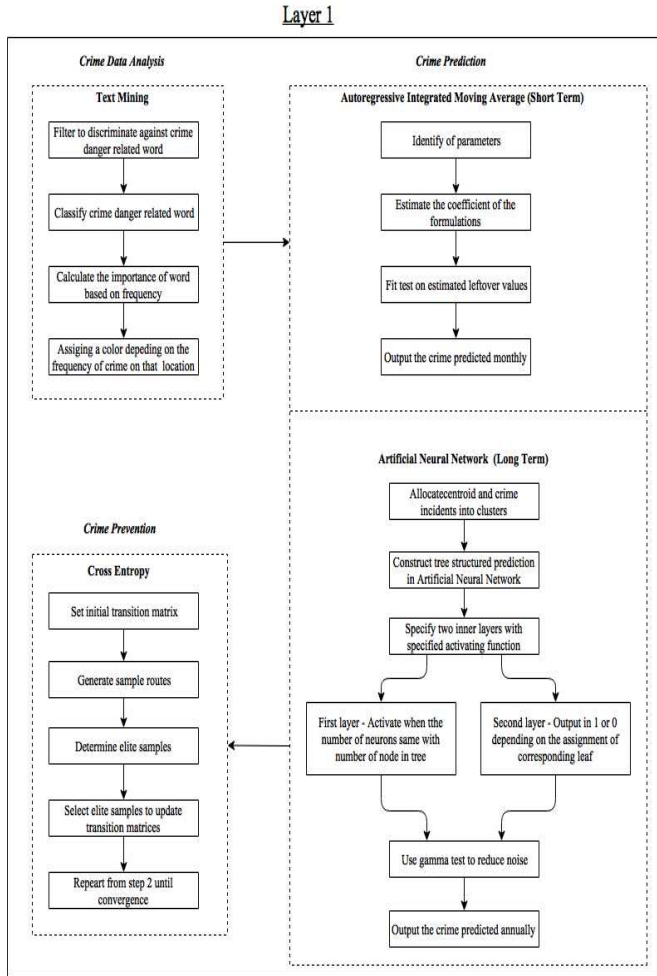 Layer 1
Crime Data Analysis
Text Mining
Filter to discriminate against crime
danger related word
Classify crime danger related word
Calculate the importance of word
based on frequency
Assiging a color depeding on the
frequency of crime on that location
Crime Prediction
Autoregressive Integrated Moving Average (Short Term)
Identify of parameters
Estimate the coefficient of the
formulations
Fit test on estimated leftover values
Output the crime predicted monthly
Artificial Neural Network (Long Term)
Allocatecentroid and crime
incidents into clusters
Construct tree structured prediction
in Artificial Neural Network
Specify two inner layers with
specified activating function
First layer - Activate when tthe
number of neurons same with
number of node in tree
Second layer - Output in 1 or 0
depending on the assignment of
corresponding leaf
Use gamma test to reduce noise
Output the crime predicted annually
Crime Prevention
Cross Entropy
Set initial transition matrix
Generate sample routes
Determine elite samples
Select elite samples to update
transition matrices
Repeart from step 2 until
convergence